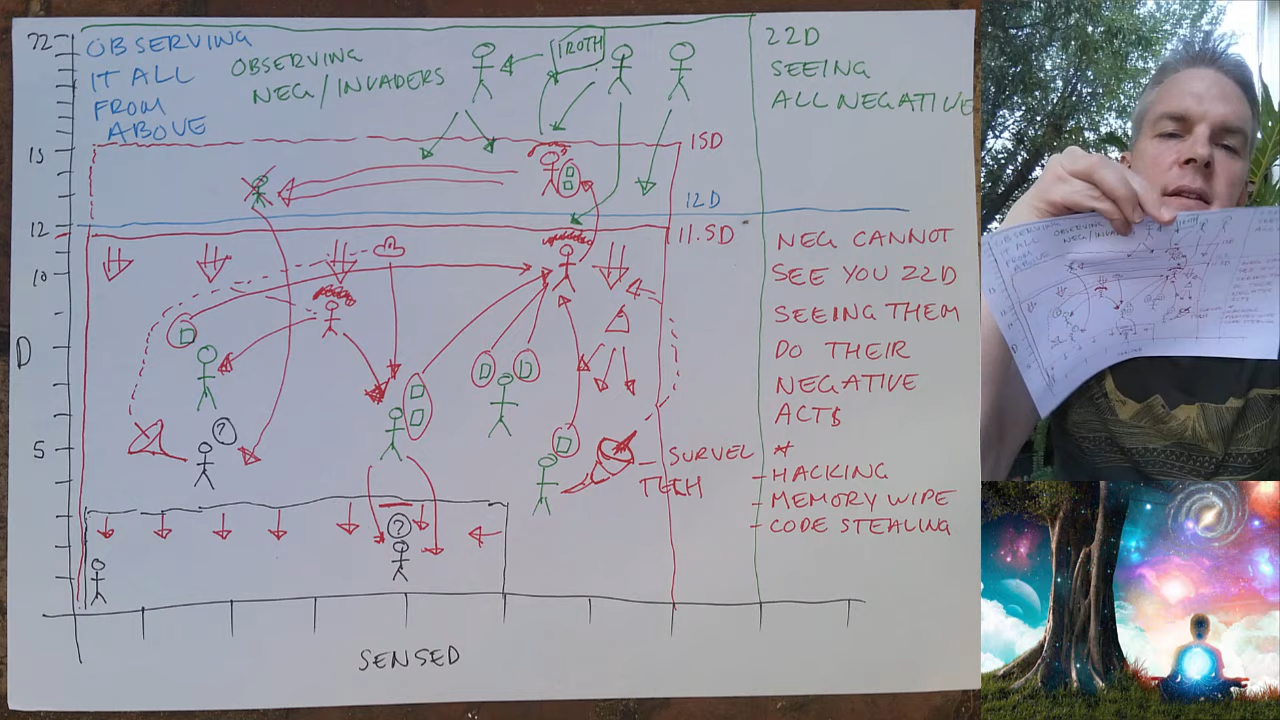 22
OBSERVING
IT ALL
FROM
ABOVE
OBSERVING
NEG/INVADERS
22D
SEEING
ALL NEGATIVE
15
15D
12D
12
11.5D
10
D
5
?
NEG CANNOT
SEE YOU 22D
SEEING THEM
DO THEIR
NEGATIVE
ACTS
*
- HACKING
- MEMORY WIPE
- CODE STEALING
SURVEL
TECH
?
SENSED